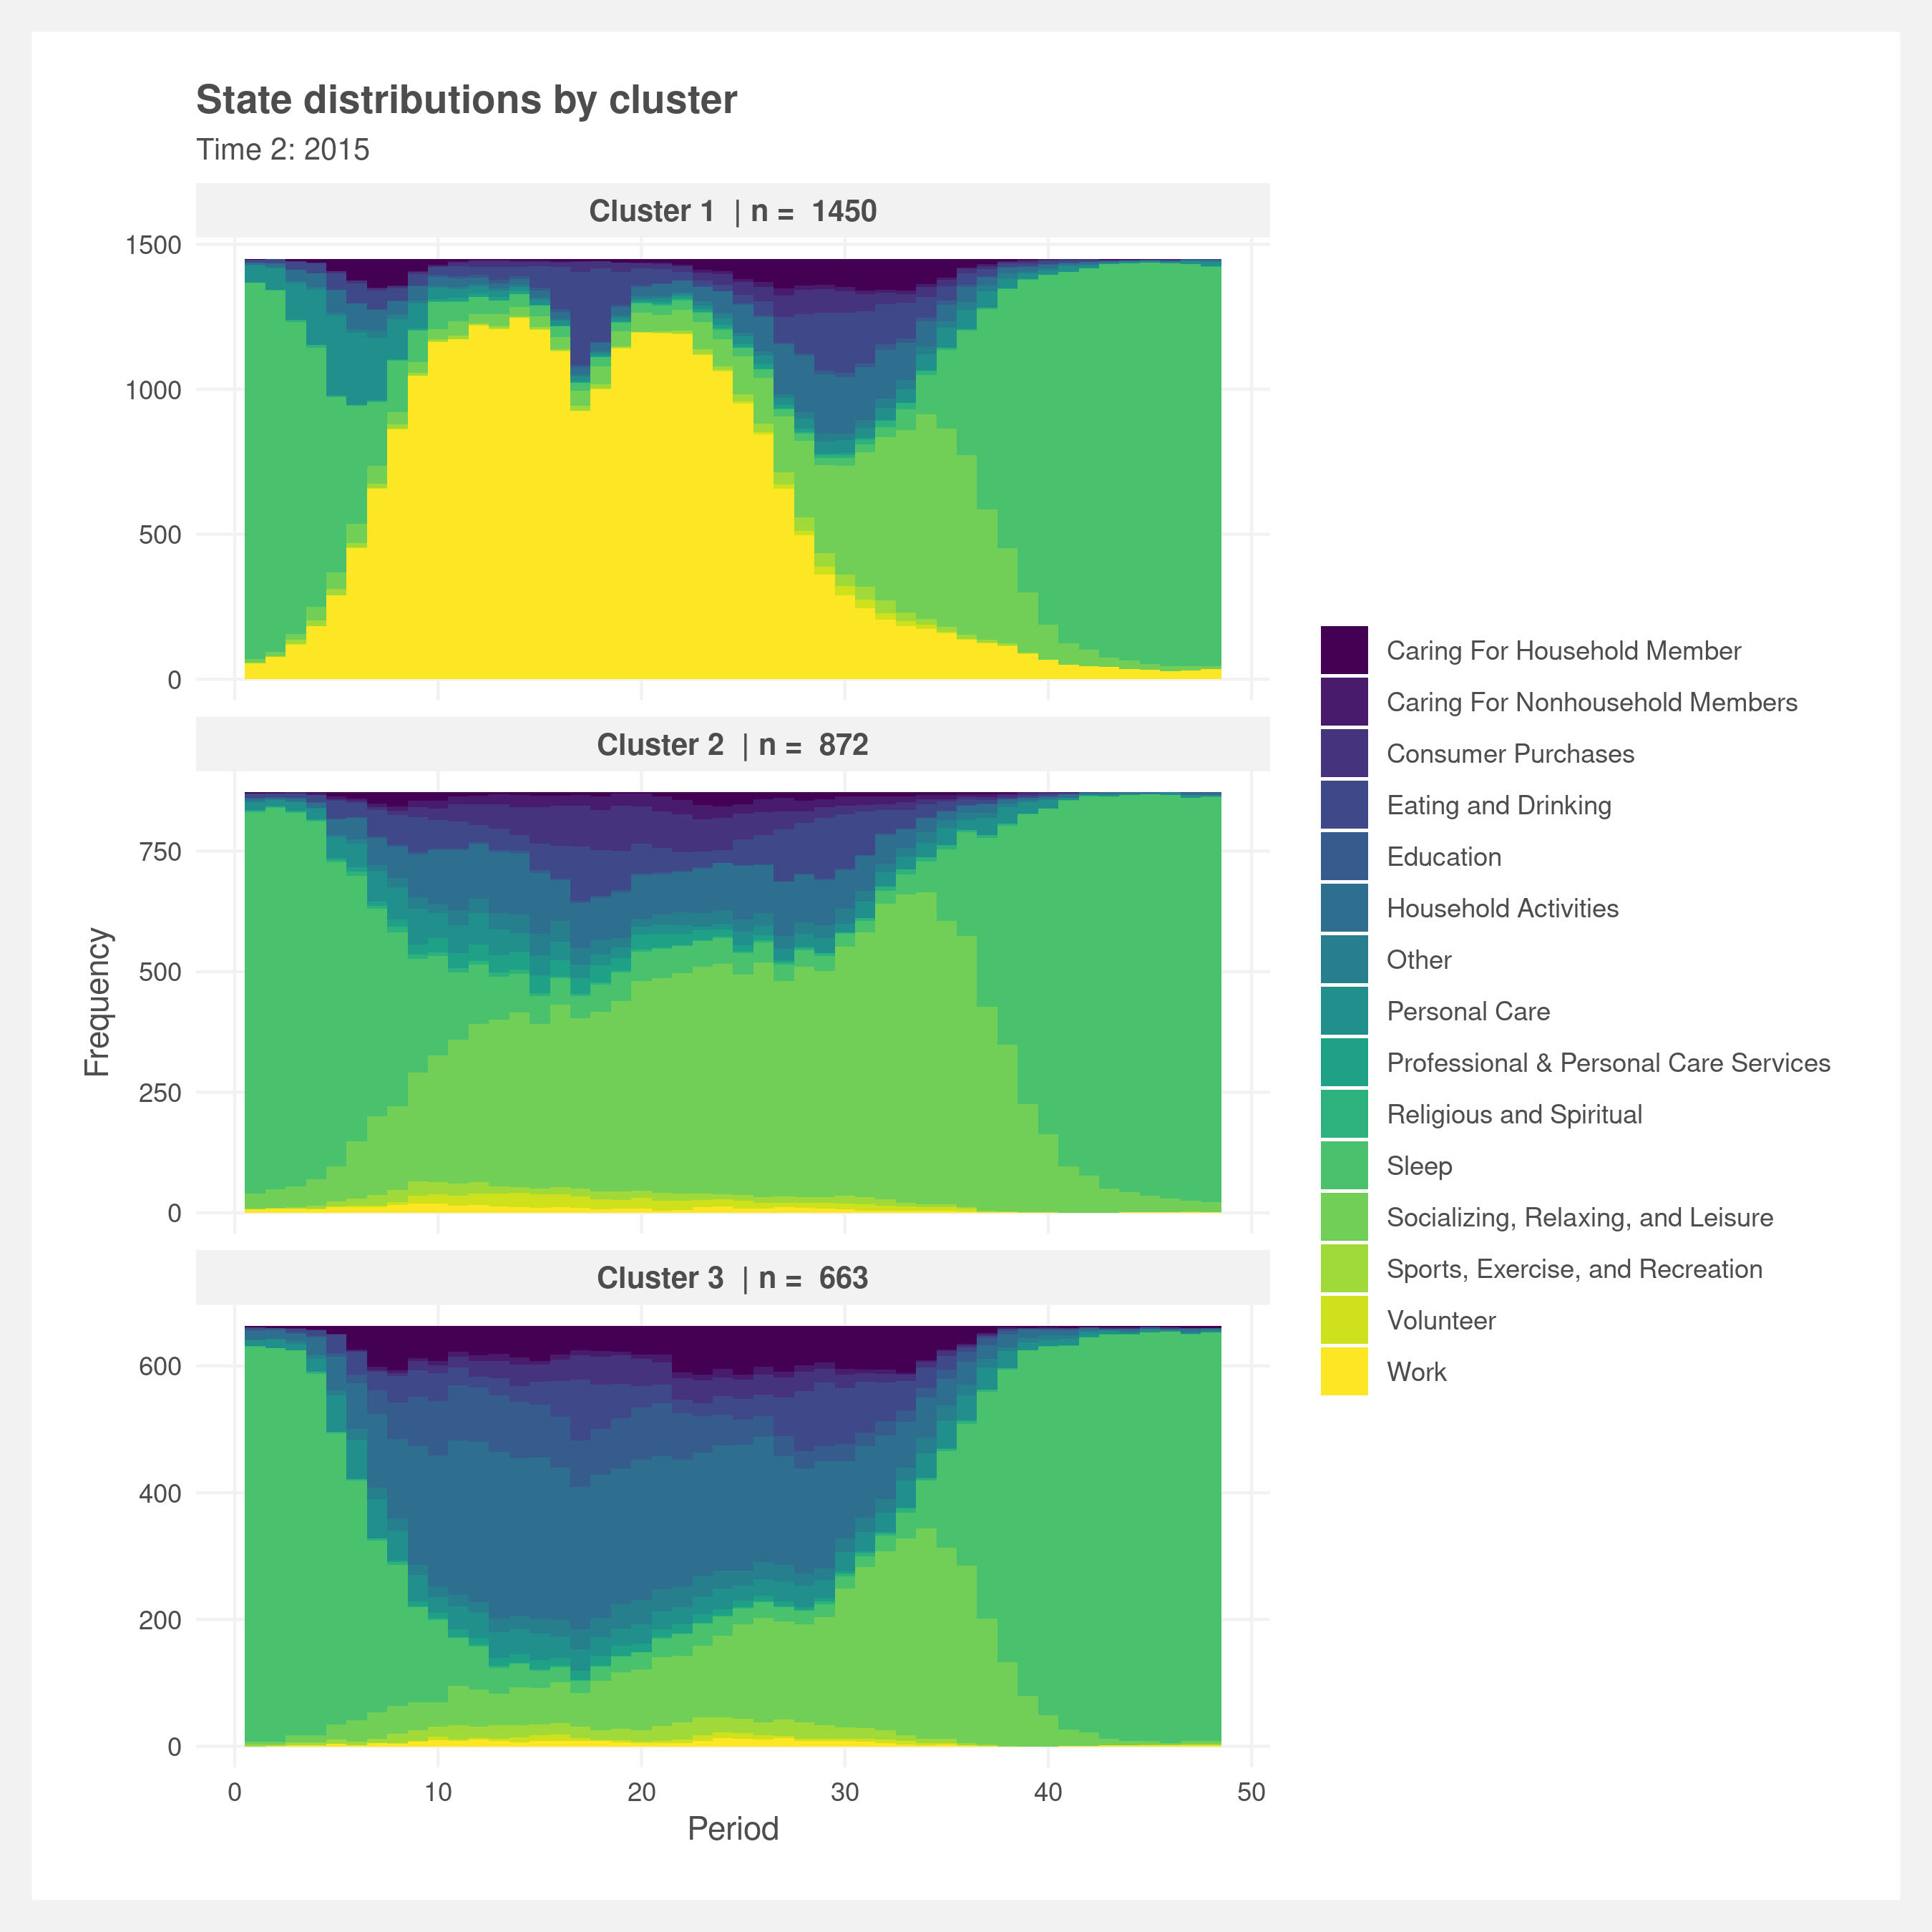 State distributions by cluster
Time 2: 2015
Cluster 1 | n = 1450
1500
1000
500
0
Cluster 2 | n = 872
750
500
250
0
Cluster 3 | n = 663
600
400
200
0
0 10 20 30 40 50
Period
Frequency
Caring For Household Member
Caring For Nonhousehold Members
Consumer Purchases
Eating and Drinking
Education
Household Activities
Other
Personal Care
Professional & Personal Care Services
Religious and Spiritual
Sleep
Socializing, Relaxing, and Leisure
Sports, Exercise, and Recreation
Volunteer
Work